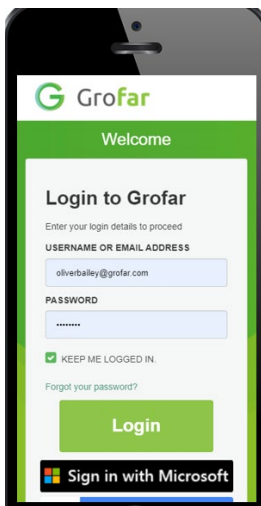 Grofar
Welcome
Login to Grofar
Enter your login details to proceed
USERNAME OR EMAIL ADDRESS
oliverbailey@grofar.com
PASSWORD
••••••••
KEEP ME LOGGED IN.
Forgot your password?
Login
Sign in with Microsoft